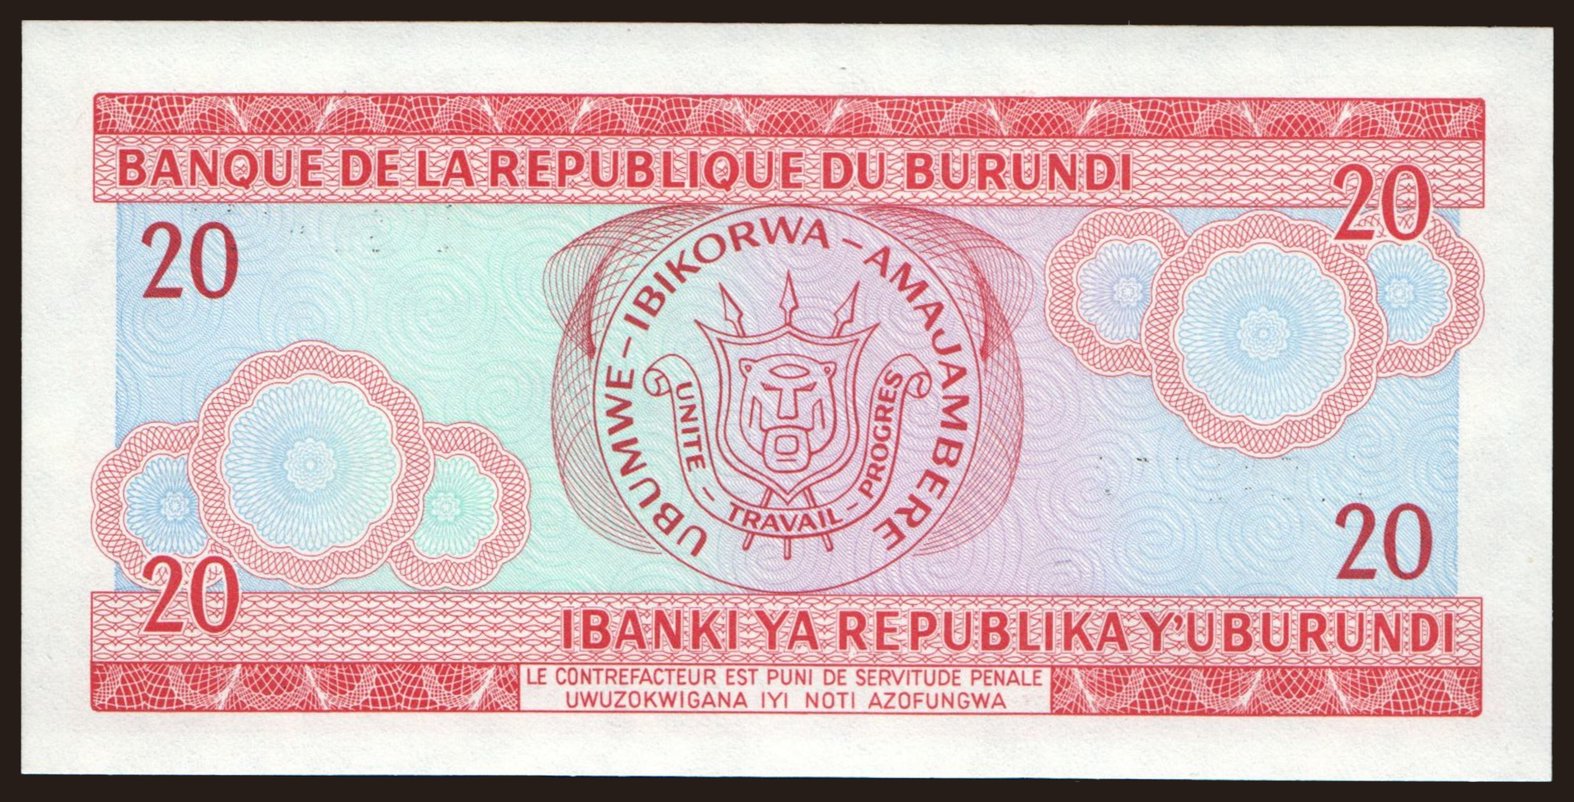 BANQUE DE LA REPUBLIQUE DU BURUNDI
20
20
UBUMWE - IBIKORWA - AMAJAMBERE
UNITE - TRAVAIL - PROGRES
20
20
IBANKI YA REPUBLIKA Y'UBURUNDI
LE CONTREFACTEUR EST PUNI DE SERVITUDE PENALE
UWUZOKWIGANA IYI NOTI AZOFUNGWA